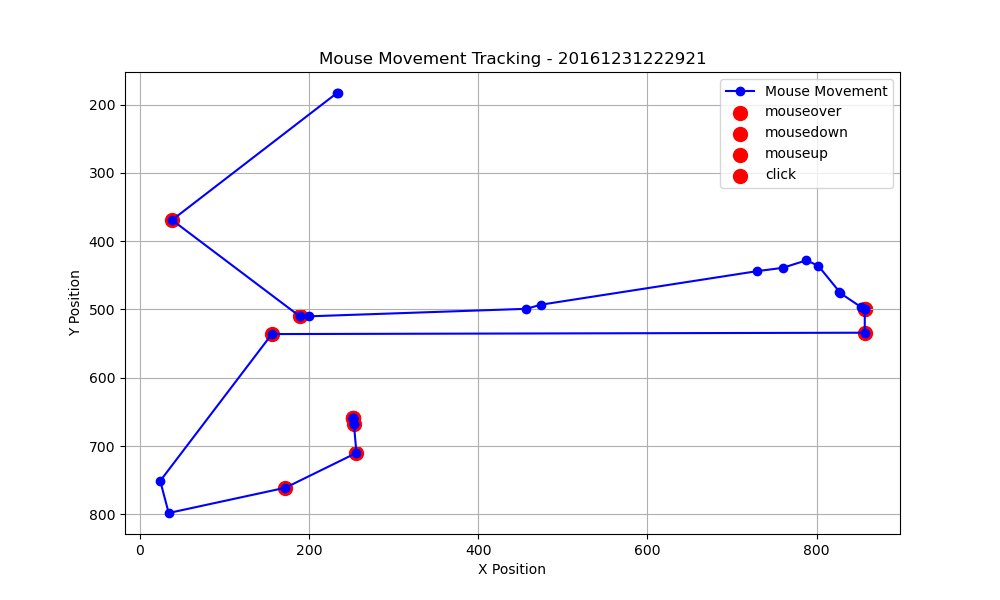 Mouse Movement Tracking - 20161231222921
Mouse Movement
mouseover
mousedown
mouseup
click
200
300
400
500
600
700
800
Y Position
0 200 400 600 800
X Position